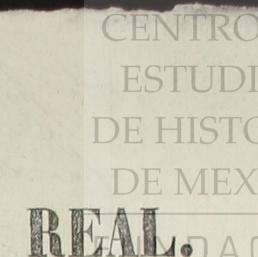 CENTRO
ESTUDI
DE HISTO
DE MEX
REAL.